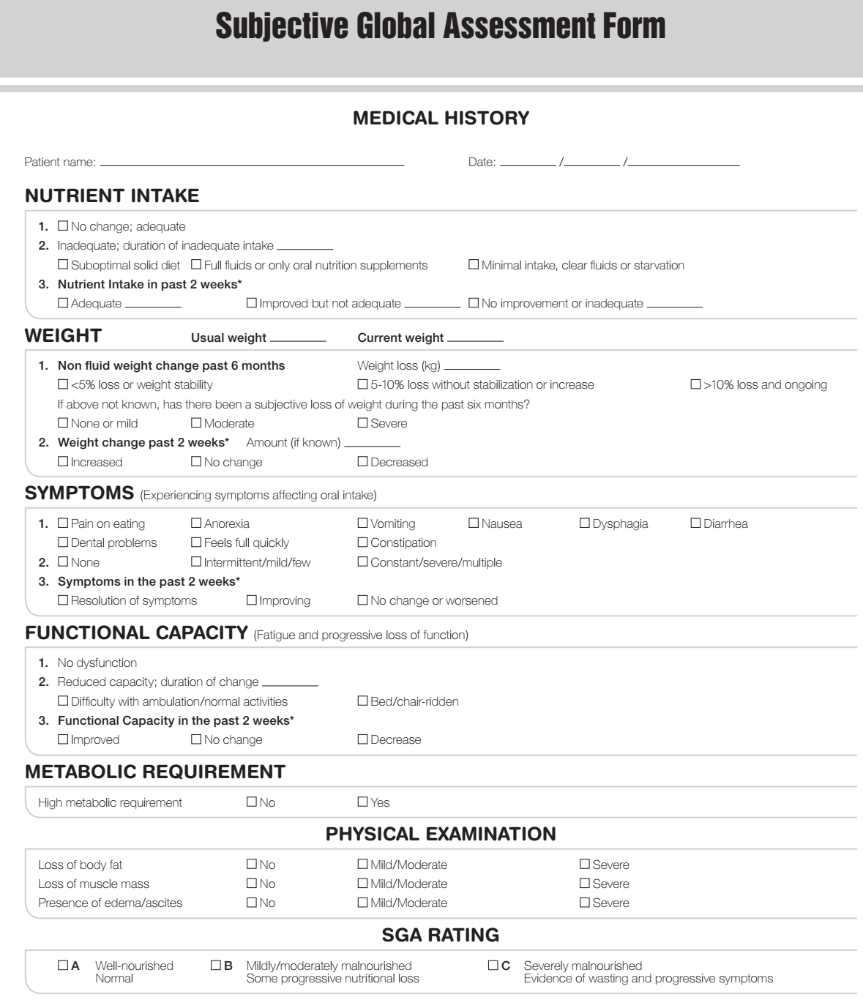 Subjective Global Assessment Form
MEDICAL HISTORY
Patient name: Date: / /
NUTRIENT INTAKE
1. No change; adequate
2. Inadequate; duration of inadequate intake
Suboptimal solid diet Full fluids or only oral nutrition supplements Minimal intake, clear fluids or starvation
3. Nutrient Intake in past 2 weeks*
Adequate Improved but not adequate No improvement or inadequate
WEIGHT Usual weight Current weight
1. Non fluid weight change past 6 months Weight loss (kg)
<5% loss or weight stability 5-10% loss without stabilization or increase >10% loss and ongoing
If above not known, has there been a subjective loss of weight during the past six months?
None or mild Moderate Severe
2. Weight change past 2 weeks* Amount (if known)
Increased No change Decreased
SYMPTOMS (Experiencing symptoms affecting oral intake)
1. Pain on eating Anorexia Vomiting Nausea Dysphagia Diarrhea
Dental problems Feels full quickly Constipation
2. None Intermittent/mild/few Constant/severe/multiple
3. Symptoms in the past 2 weeks*
Resolution of symptoms Improving No change or worsened
FUNCTIONAL CAPACITY (Fatigue and progressive loss of function)
1. No dysfunction
2. Reduced capacity; duration of change
Difficulty with ambulation/normal activities Bed/chair-ridden
3. Functional Capacity in the past 2 weeks*
Improved No change Decrease
METABOLIC REQUIREMENT
High metabolic requirement No Yes
PHYSICAL EXAMINATION
Loss of body fat No Mild/Moderate Severe
Loss of muscle mass No Mild/Moderate Severe
Presence of edema/ascites No Mild/Moderate Severe
SGA RATING
A Well-nourished B Mildly/moderately malnourished C Severely malnourished
Normal Some progressive nutritional loss Evidence of wasting and progressive symptoms